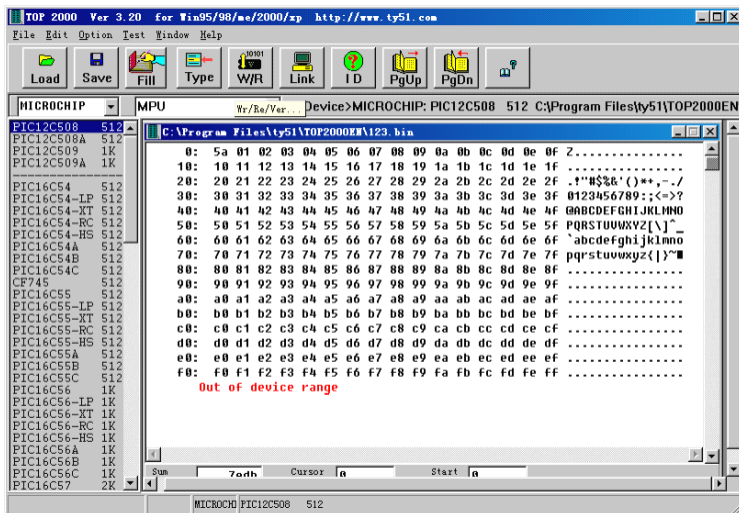 TOP 2000 Ver 3.20 for Win95/98/me/2000/xp http://www.ty51.com
File Edit Option Test Window Help
Load Save Fill Type W/R Link ID PgUp PgDn
MICROCHIP MPU Wr/Re/Ver... Device>MICROCHIP: PIC12C508 512 C:\Program Files\ty51\TOP2000EN
PIC12C508 512
PIC12C508A 512
PIC12C509 1K
PIC12C509A 1K
--------------------
PIC16C54 512
PIC16C54-LP 512
PIC16C54-XT 512
PIC16C54-RC 512
PIC16C54-HS 512
PIC16C54A 512
PIC16C54B 512
PIC16C54C 512
CF745 512
PIC16C55 512
PIC16C55-LP 512
PIC16C55-XT 512
PIC16C55-RC 512
PIC16C55-HS 512
PIC16C55A 512
PIC16C55B 512
PIC16C55C 512
PIC16C56 1K
PIC16C56-LP 1K
PIC16C56-XT 1K
PIC16C56-RC 1K
PIC16C56-HS 1K
PIC16C56A 1K
PIC16C56B 1K
PIC16C56C 1K
PIC16C57 2K
C:\Program Files\ty51\TOP2000EN\123.bin
0: 5a 01 02 03 04 05 06 07 08 09 0a 0b 0c 0d 0e 0f Z...............
10: 10 11 12 13 14 15 16 17 18 19 1a 1b 1c 1d 1e 1f
20: 20 21 22 23 24 25 26 27 28 29 2a 2b 2c 2d 2e 2f .!"#$%&'()*+,-./
30: 30 31 32 33 34 35 36 37 38 39 3a 3b 3c 3d 3e 3f 0123456789:;<=>?
40: 40 41 42 43 44 45 46 47 48 49 4a 4b 4c 4d 4e 4f @ABCDEFGHIJKLMNO
50: 50 51 52 53 54 55 56 57 58 59 5a 5b 5c 5d 5e 5f PQRSTUVWXYZ[\]^_
60: 60 61 62 63 64 65 66 67 68 69 6a 6b 6c 6d 6e 6f `abcdefghijklmno
70: 70 71 72 73 74 75 76 77 78 79 7a 7b 7c 7d 7e 7f pqrstuvwxyz{|}~■
80: 80 81 82 83 84 85 86 87 88 89 8a 8b 8c 8d 8e 8f ................
90: 90 91 92 93 94 95 96 97 98 99 9a 9b 9c 9d 9e 9f ................
a0: a0 a1 a2 a3 a4 a5 a6 a7 a8 a9 aa ab ac ad ae af ................
b0: b0 b1 b2 b3 b4 b5 b6 b7 b8 b9 ba bb bc bd be bf ................
c0: c0 c1 c2 c3 c4 c5 c6 c7 c8 c9 ca cb cc cd ce cf ................
d0: d0 d1 d2 d3 d4 d5 d6 d7 d8 d9 da db dc dd de df ................
e0: e0 e1 e2 e3 e4 e5 e6 e7 e8 e9 ea eb ec ed ee ef ................
f0: f0 f1 f2 f3 f4 f5 f6 f7 f8 f9 fa fb fc fd fe ff ................
Out of device range
Sum 7edb Cursor 0 Start 0
MICROCHI PIC12C508 512